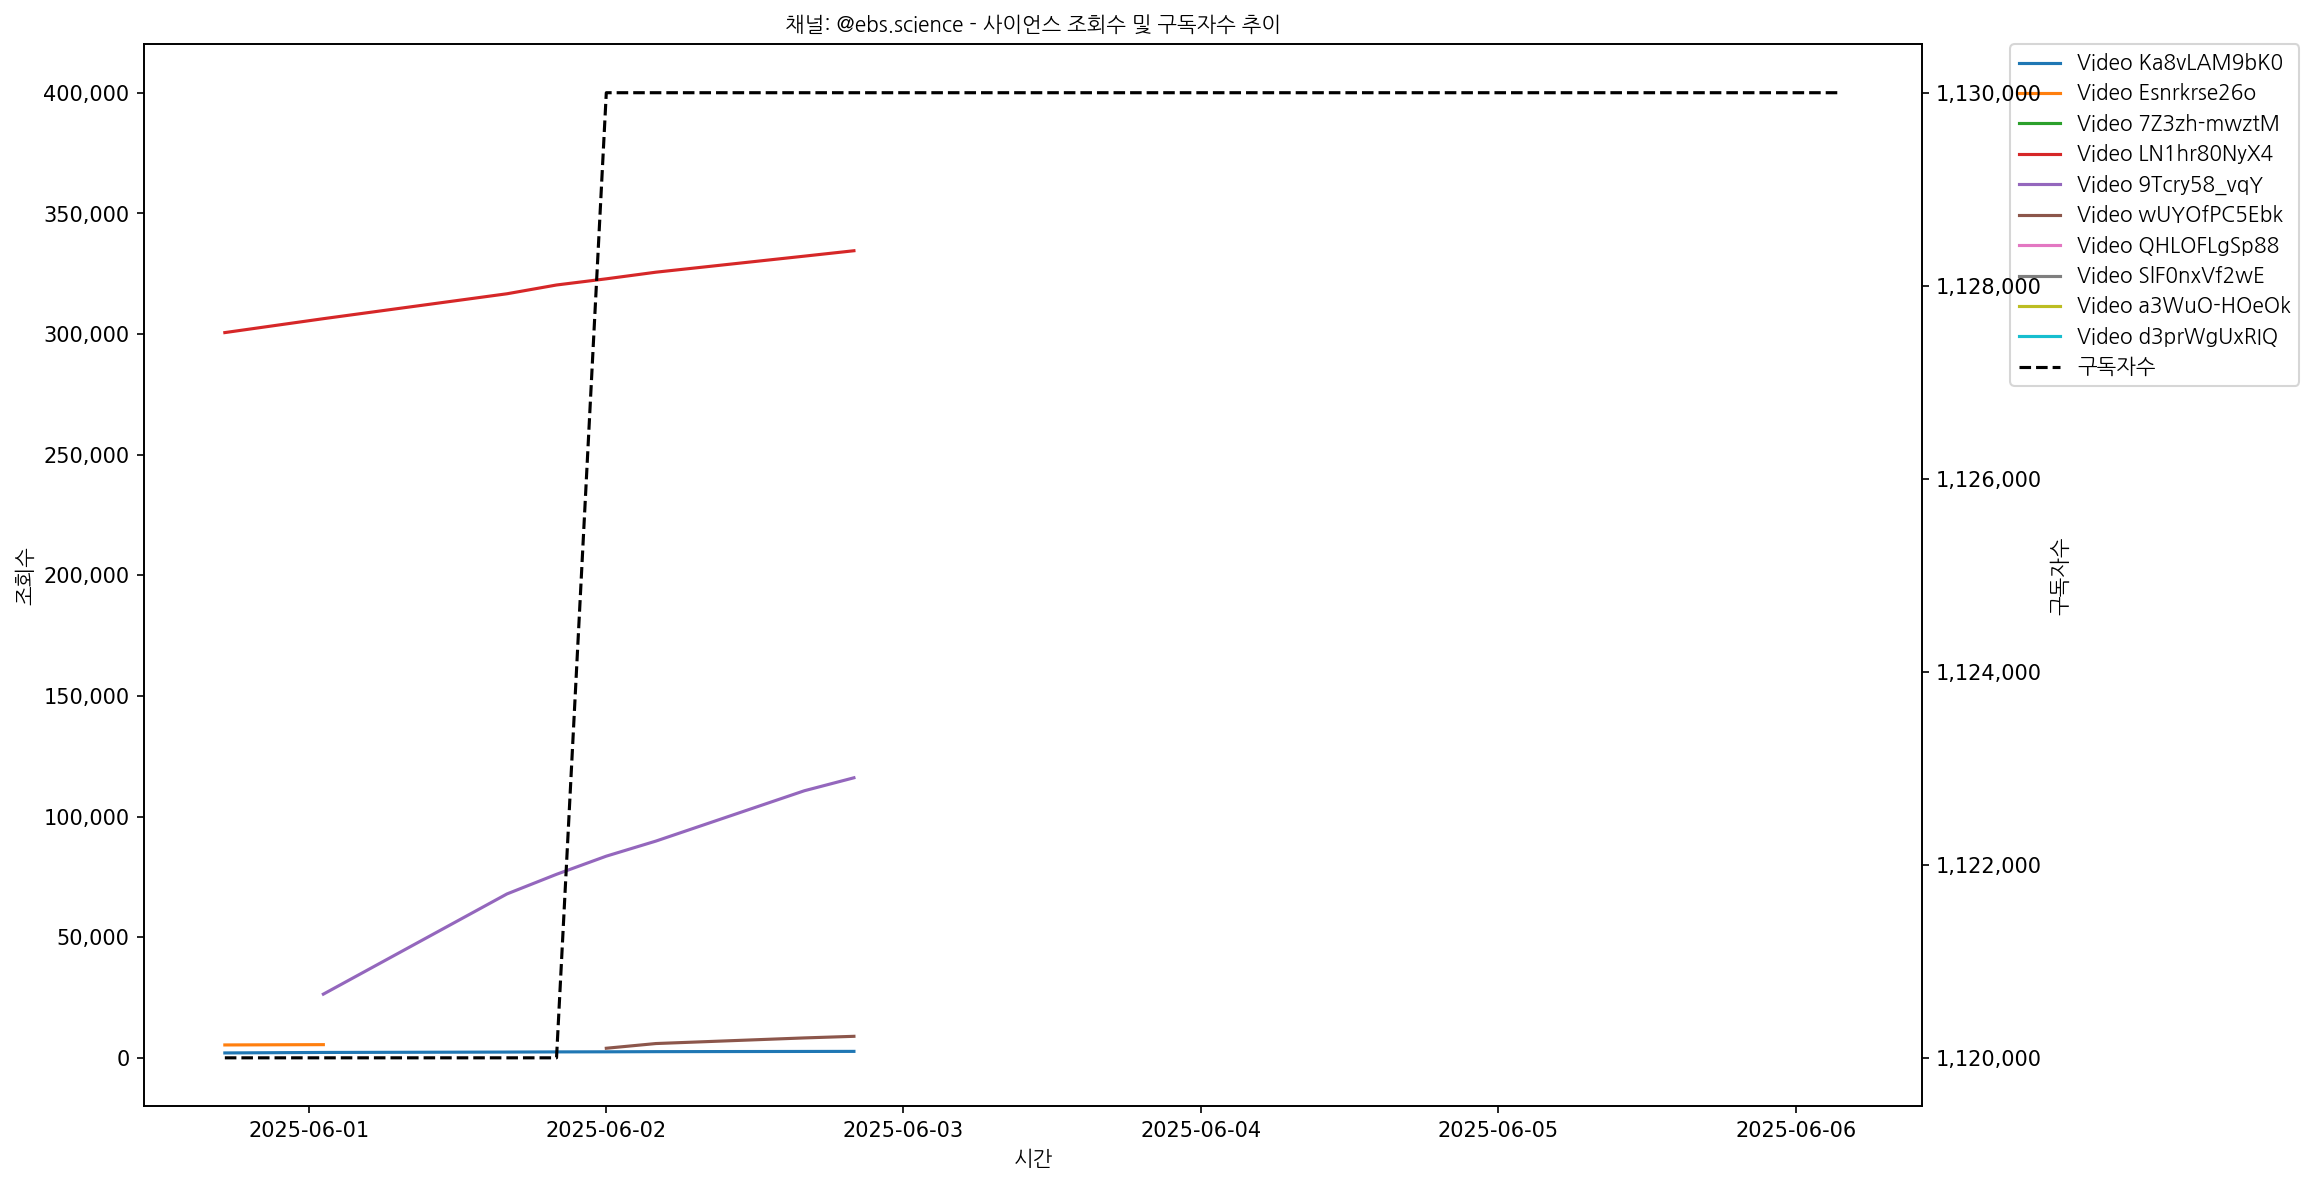 채널: @ebs.science - 사이언스 조회수 및 구독자수 추이
400,000
350,000
300,000
250,000
200,000
150,000
100,000
50,000
0
조회수
2025-06-01
2025-06-02
2025-06-03
2025-06-04
2025-06-05
2025-06-06
시간
1,130,000
1,128,000
1,126,000
1,124,000
1,122,000
1,120,000
구독자수
Video Ka8vLAM9bK0
Video Esnrkrse26o
Video 7Z3zh-mwztM
Video LN1hr80NyX4
Video 9Tcry58_vqY
Video wUYOfPC5Ebk
Video QHLOFLgSp88
Video SlF0nxVf2wE
Video a3WuO-HOeOk
Video d3prWgUxRIQ
구독자수